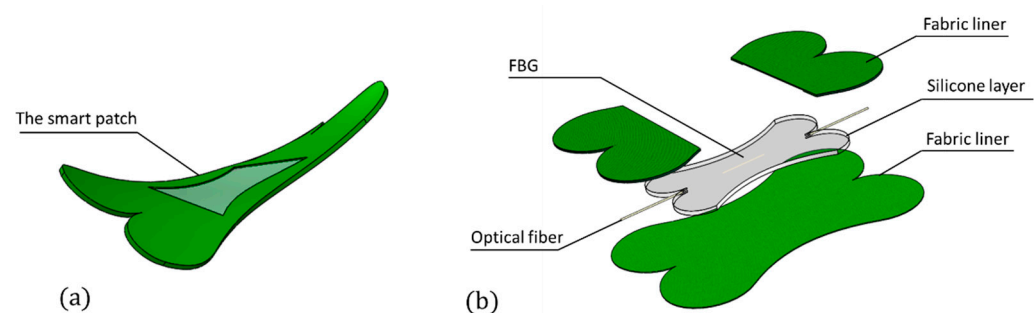 The smart patch
(a)
Fabric liner
FBG
Silicone layer
Fabric liner
Optical fiber
(b)